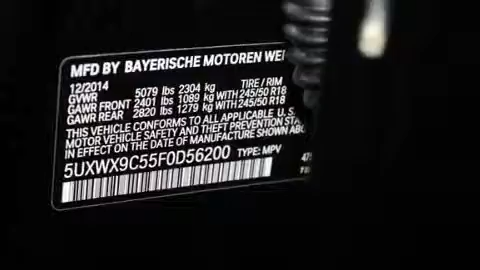 MFD BY BAYERISCHE MOTOREN WE
12/2014
GVWR 5079 lbs 2304 kg TIRE / RIM
GAWR FRONT 2401 lbs 1089 kg WITH 245/50 R18
GAWR REAR 2820 lbs 1279 kg WITH 245/50 R18
THIS VEHICLE CONFORMS TO ALL APPLICABLE U.S.
MOTOR VEHICLE SAFETY AND THEFT PREVENTION STA
IN EFFECT ON THE DATE OF MANUFACTURE SHOWN ABO
5UXWX9C55F0D56200 TYPE: MPV